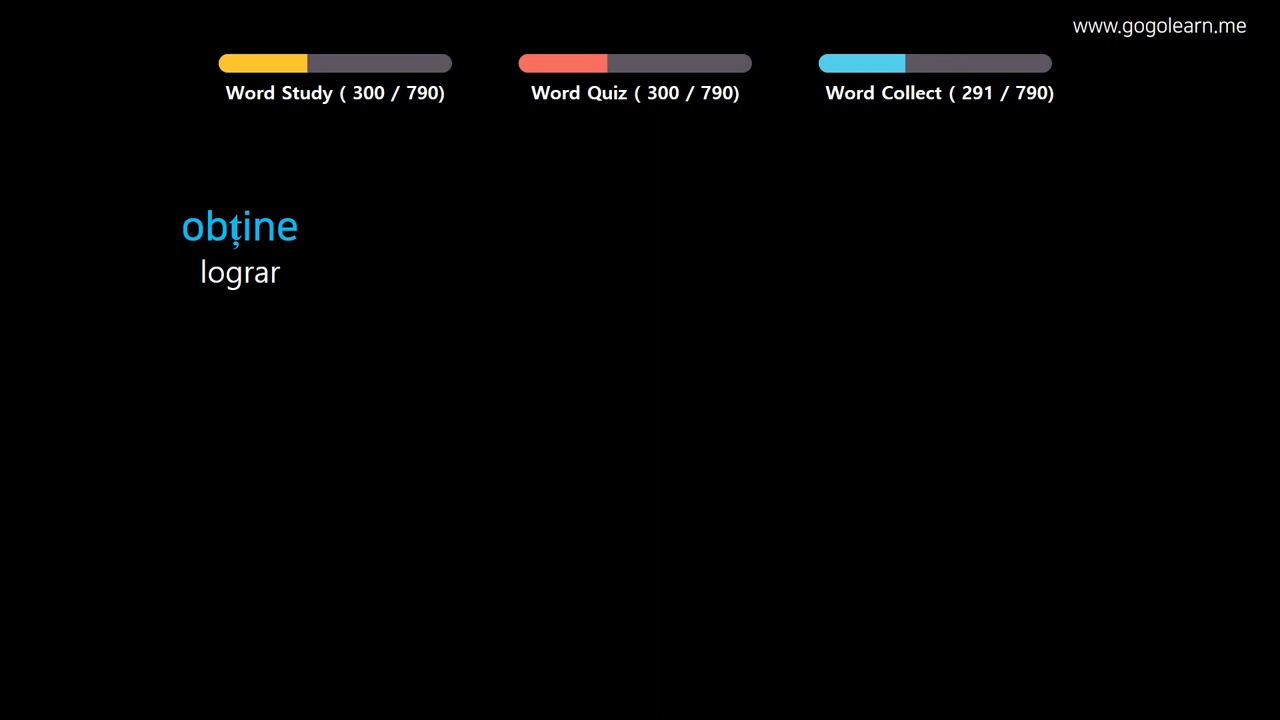 www.gogolearn.me
Word Study ( 300 / 790)
Word Quiz ( 300 / 790)
Word Collect ( 291 / 790)
obține
lograr